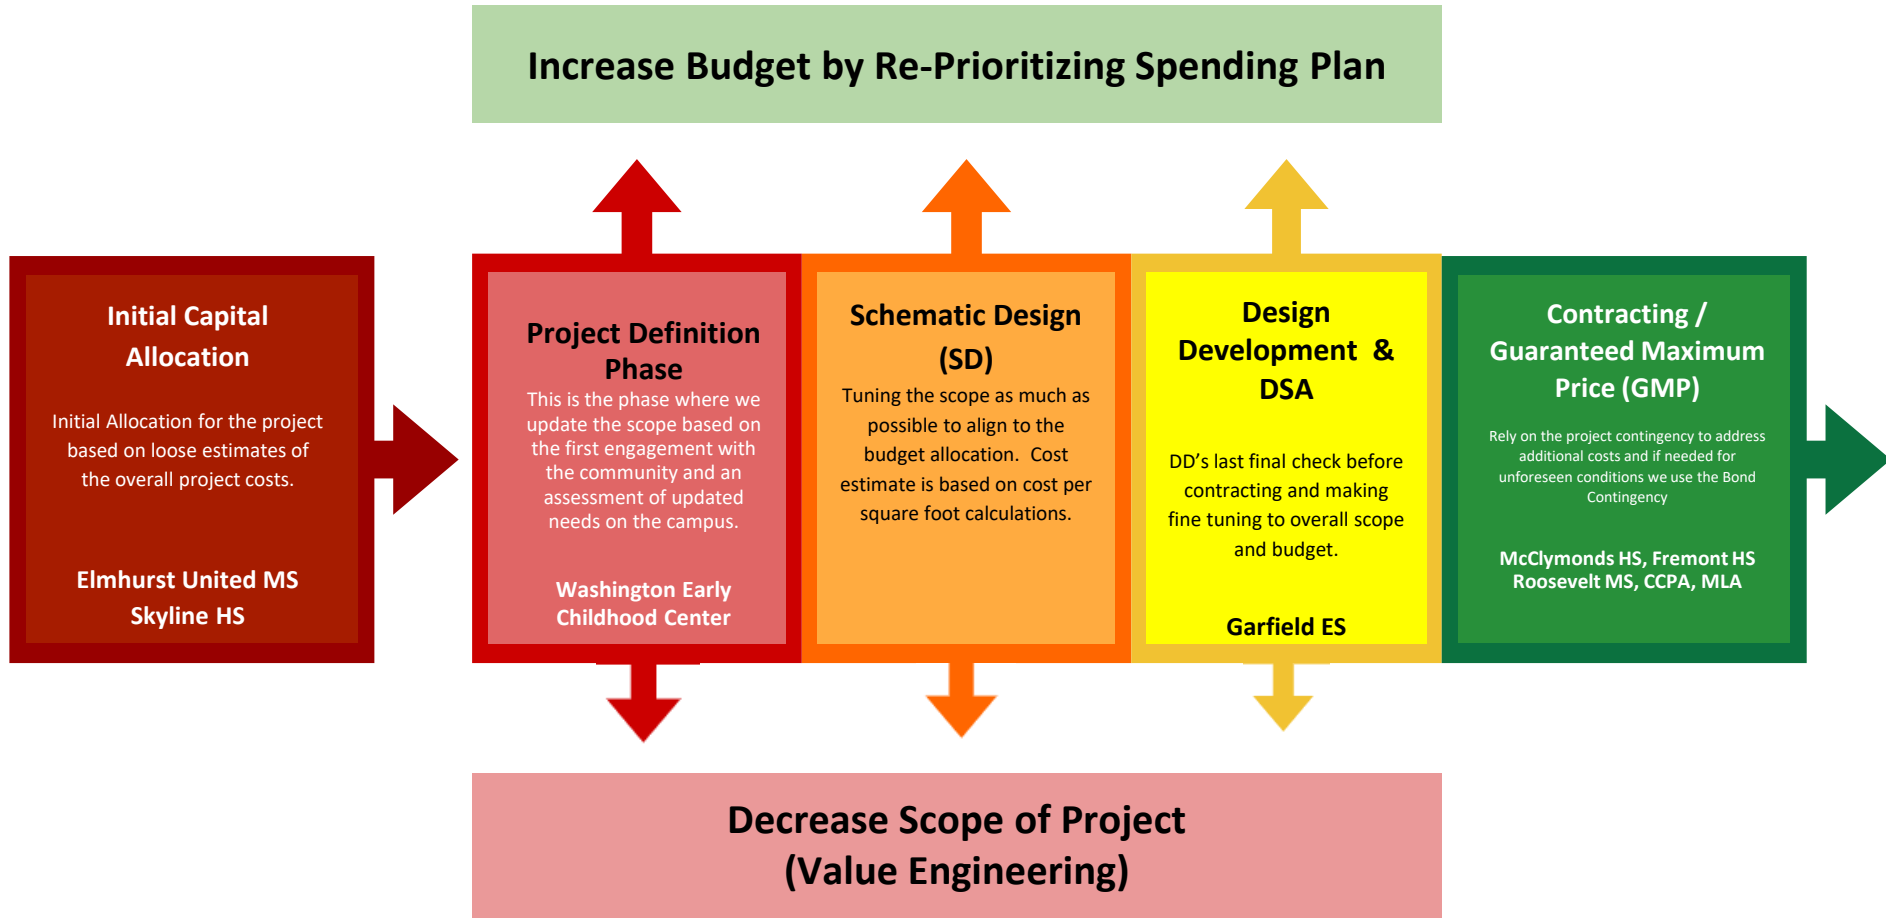 Increase Budget by Re-Prioritizing Spending Plan
Initial Capital
Allocation
Initial Allocation for the project
based on loose estimates of
the overall project costs.
Elmhurst United MS
Skyline HS
Project Definition
Phase
This is the phase where we
update the scope based on
the first engagement with
the community and an
assessment of updated
needs on the campus.
Washington Early
Childhood Center
Schematic Design
(SD)
Tuning the scope as much as
possible to align to the
budget allocation.  Cost
estimate is based on cost per
square foot calculations.
Design
Development  &
DSA
DD's last final check before
contracting and making
fine tuning to overall scope
and budget.
Garfield ES
Contracting /
Guaranteed Maximum
Price (GMP)
Rely on the project contingency to address
additional costs and if needed for
unforeseen conditions we use the Bond
Contingency
McClymonds HS, Fremont HS
Roosevelt MS, CCPA, MLA
Decrease Scope of Project
(Value Engineering)